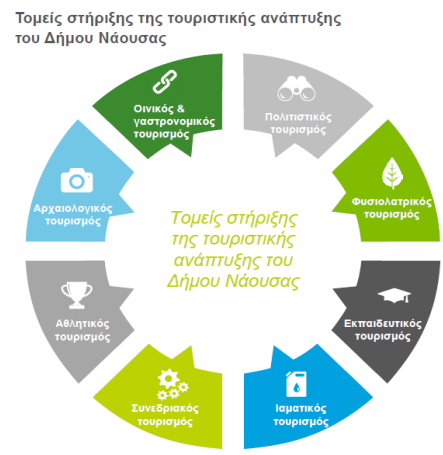 Τομείς στήριξης της τουριστικής ανάπτυξης
του Δήμου Νάουσας
Οινικός &
γαστρονομικός
τουρισμός
Πολιτιστικός
τουρισμός
Αρχαιολογικός
τουρισμός
Φυσιολατρικός
τουρισμός
Τομείς στήριξης
της τουριστικής
ανάπτυξης του
Δήμου Νάουσας
Αθλητικός
τουρισμός
Εκπαιδευτικός
τουρισμός
Συνεδριακός
τουρισμός
Ιαματικός
τουρισμός